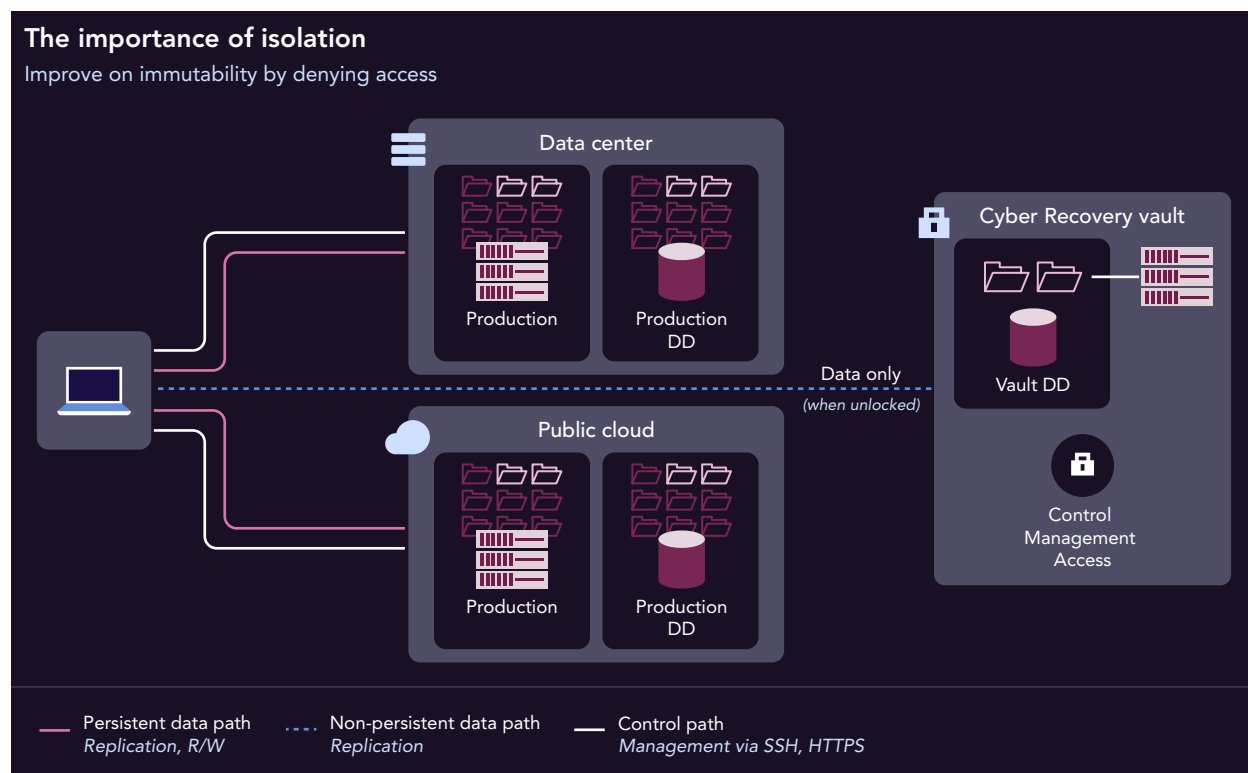 The importance of isolation
Improve on immutability by denying access
Data center
Production
Production
DD
Cyber Recovery vault
Vault DD
Data only
(when unlocked)
Public cloud
Production
Production
DD
Control
Management
Access
Persistent data path
Replication, R/W
Non-persistent data path
Replication
Control path
Management via SSH, HTTPS